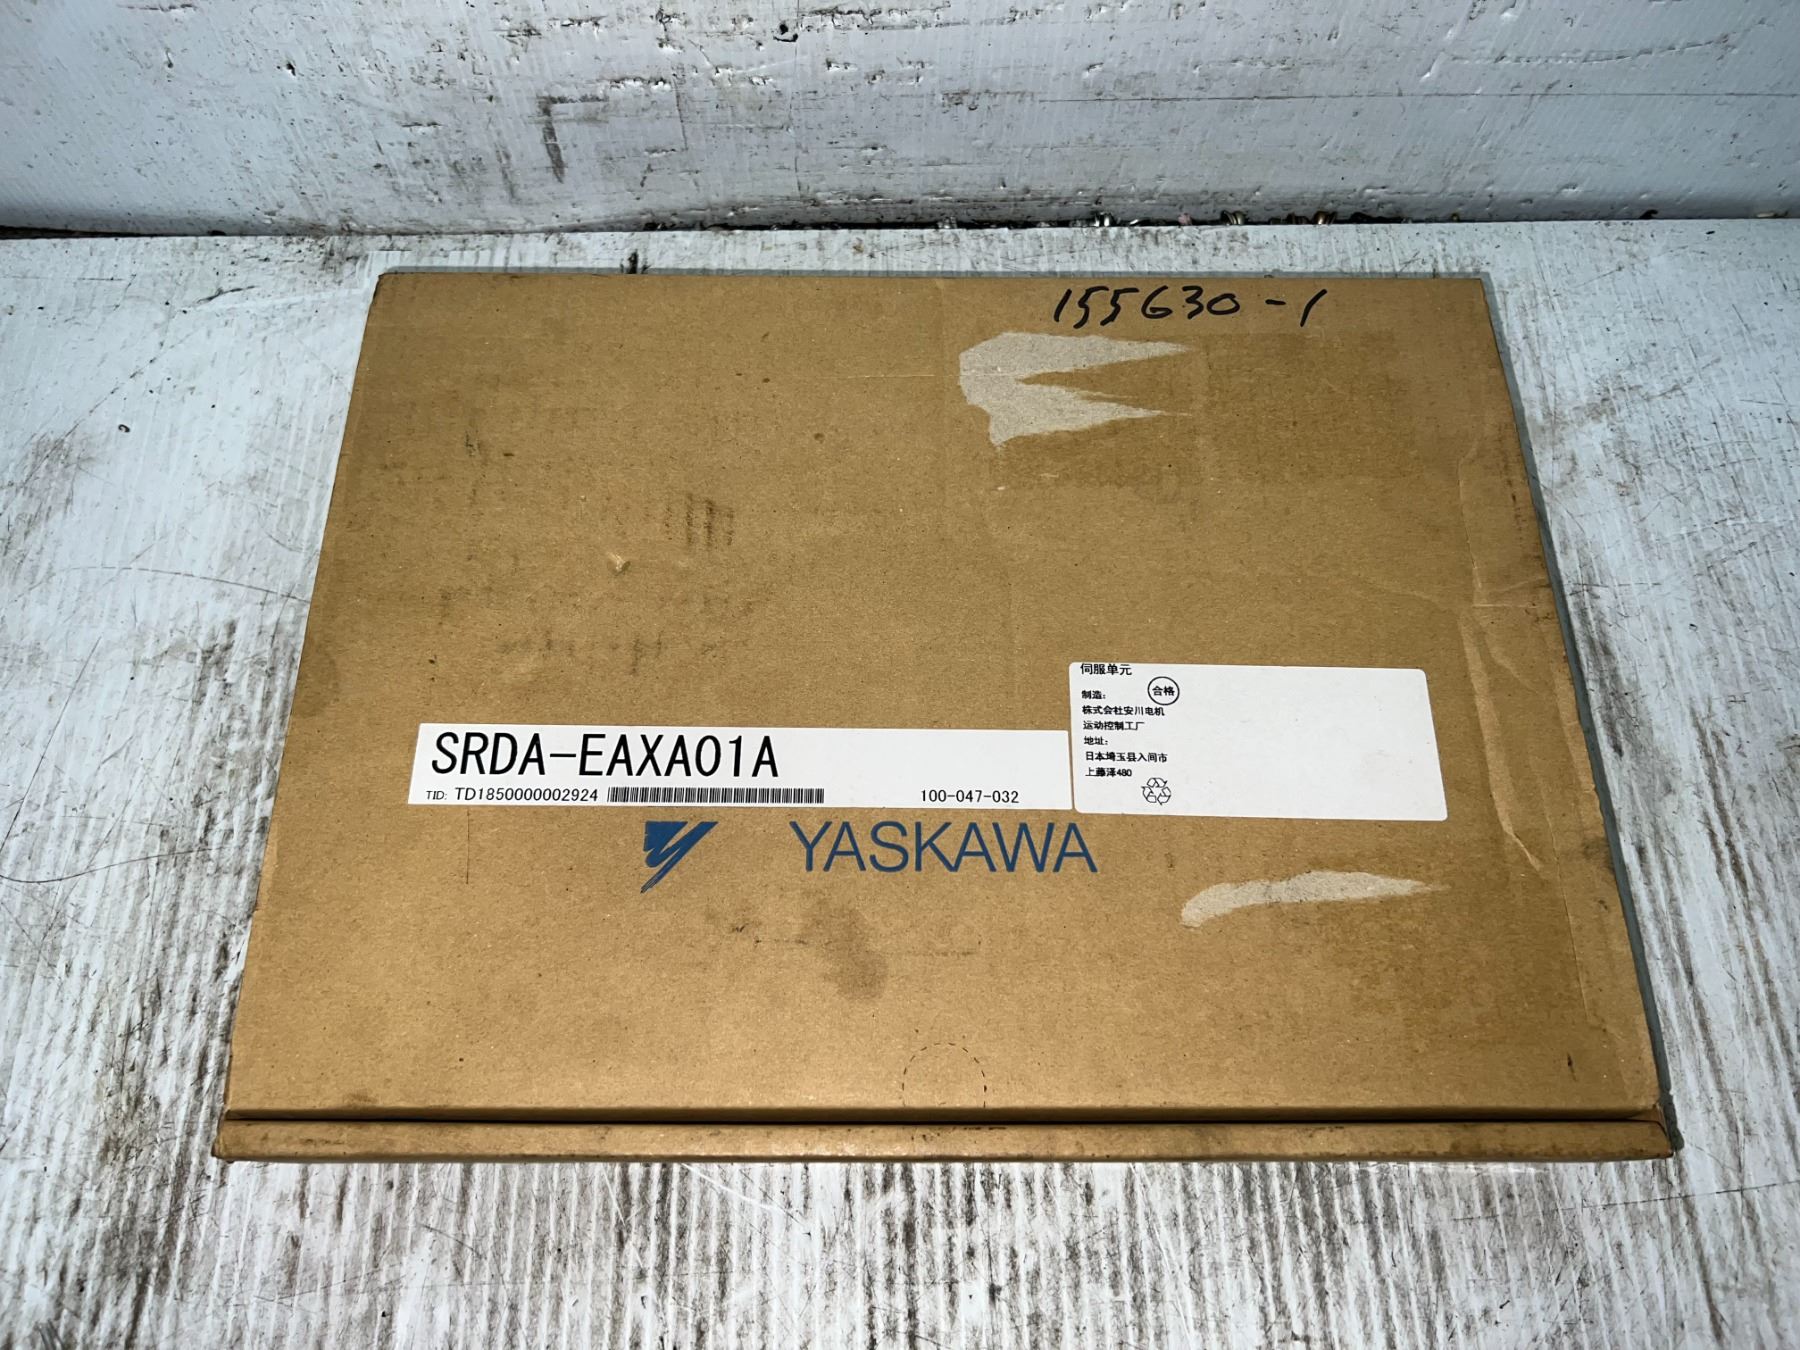 155630-1
伺服单元
制造: 合格
株式会社安川电机
运动控制工厂
地址:
日本埼玉县入间市
上藤泽480
SRDA-EAXA01A
TID: TD1850000002924 100-047-032
YASKAWA